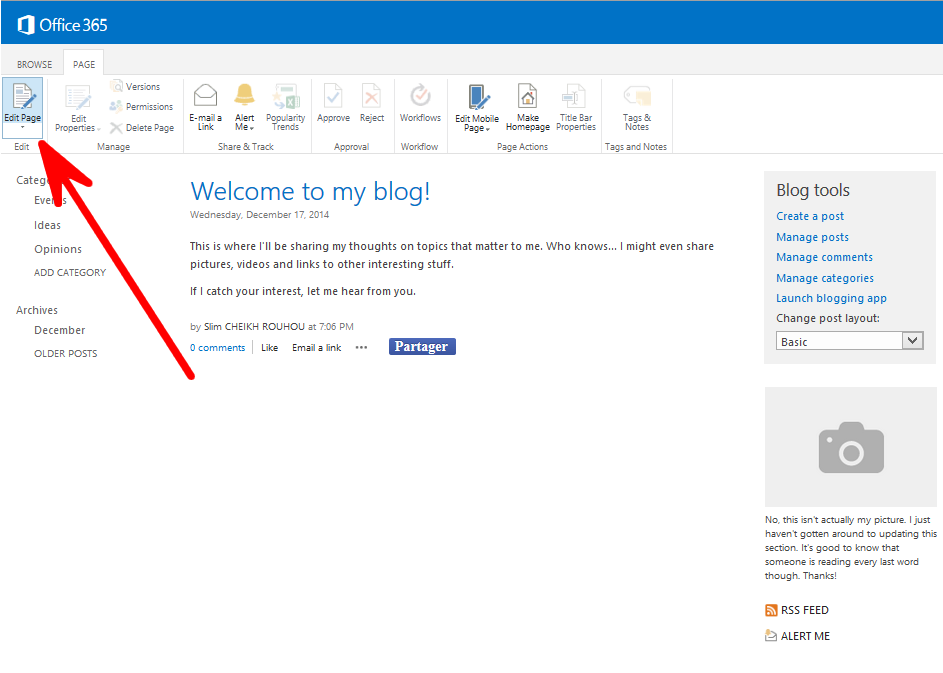 Office 365
BROWSE
PAGE
Edit Page
Edit
Edit
Properties
Versions
Permissions
Delete Page
Manage
E-mail a
Link
Alert
Me
Popularity
Trends
Share & Track
Approve
Reject
Approval
Workflows
Workflow
Edit Mobile
Page
Make
Homepage
Title Bar
Properties
Page Actions
Tags &
Notes
Tags and Notes
Events
Ideas
Opinions
ADD CATEGORY
Archives
December
OLDER POSTS
Welcome to my blog!
Wednesday, December 17, 2014
This is where I'll be sharing my thoughts on topics that matter to me. Who knows... I might even share
pictures, videos and links to other interesting stuff.
If I catch your interest, let me hear from you.
by Slim CHEIKH ROUHOU at 7:06 PM
0 comments
Like
Email a link
•••
Partager
Blog tools
Create a post
Manage posts
Manage comments
Manage categories
Launch blogging app
Change post layout:
Basic
No, this isn't actually my picture. I just
haven't gotten around to updating this
section. It's good to know that
someone is reading every last word
though. Thanks!
RSS FEED
ALERT ME